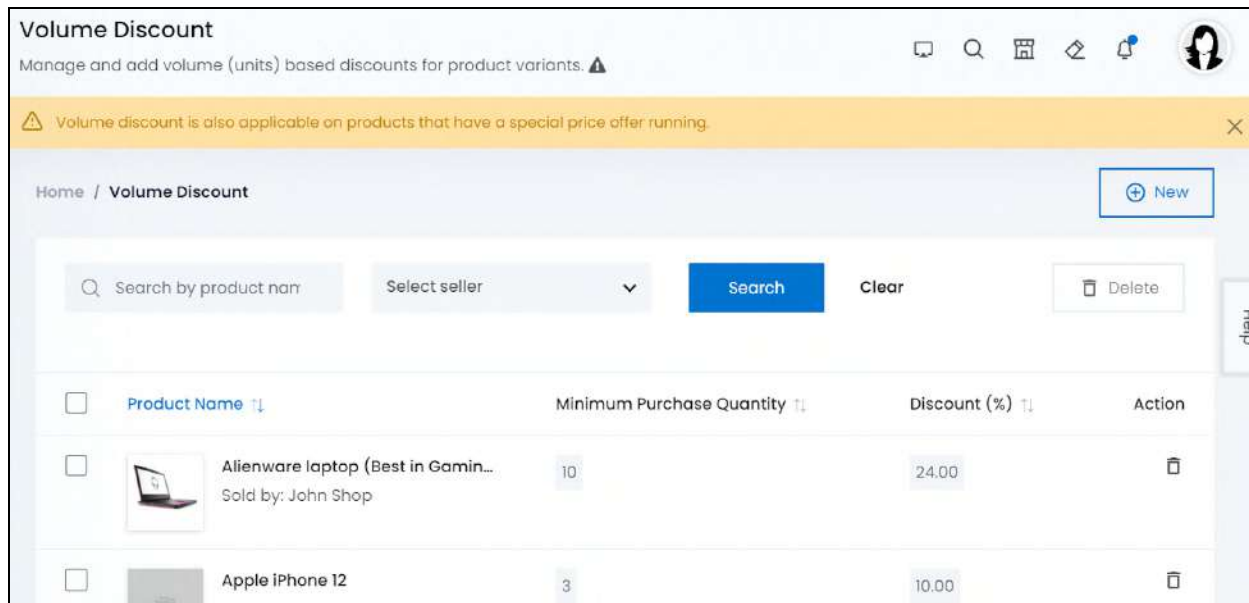 Volume Discount
Manage and add volume (units) based discounts for product variants.
Volume discount is also applicable on products that have a special price offer running.
Home / Volume Discount
New
Search by product nam
Select seller
Search
Clear
Delete
Help
Product Name
Minimum Purchase Quantity
Discount (%)
Action
Alienware laptop (Best in Gamin...
10
24.00
Sold by: John Shop
Apple iPhone 12
3
10.00